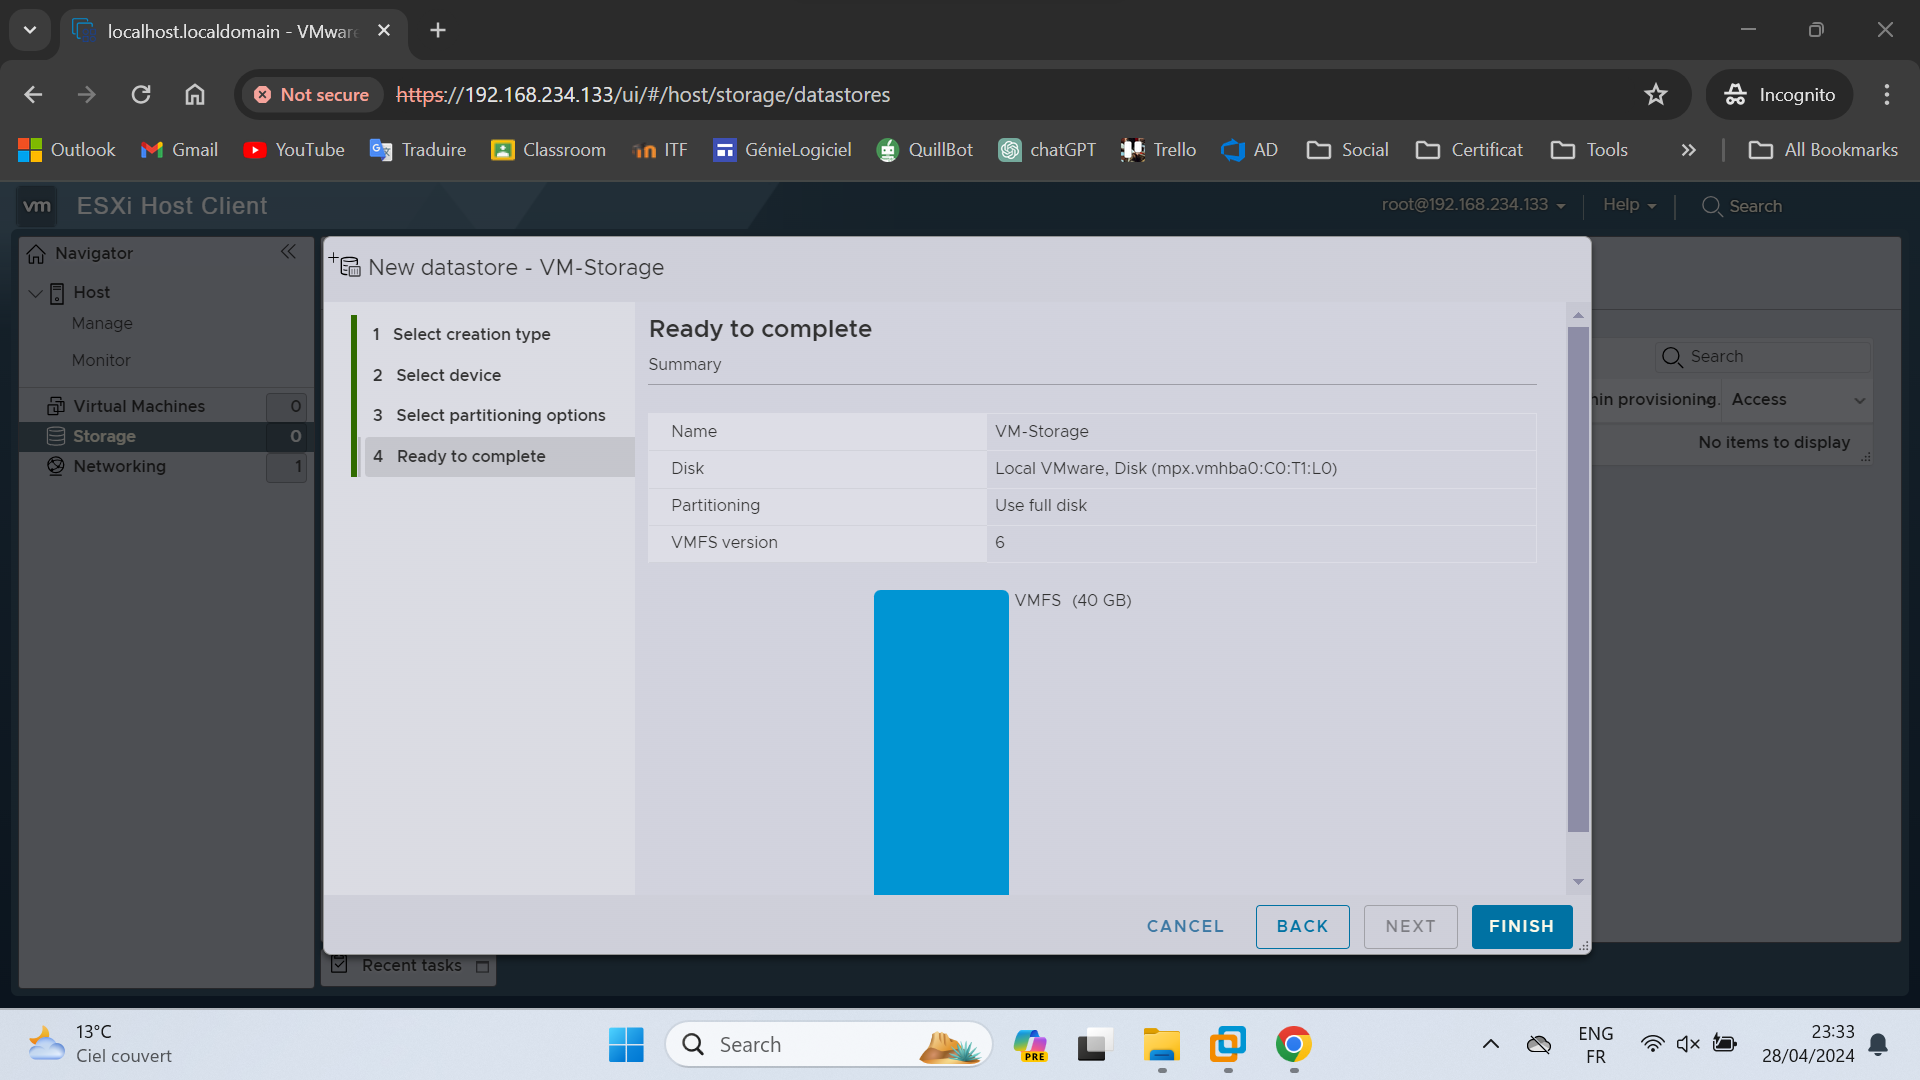 localhost.localdomain - VMware
Not secure https://192.168.234.133/ui/#/host/storage/datastores Incognito
Outlook Gmail YouTube Traduire Classroom ITF GénieLogiciel QuillBot chatGPT Trello AD Social Certificat Tools All Bookmarks
vm ESXi Host Client root@192.168.234.133 Help Search
Navigator
Host
Manage
Monitor
Virtual Machines 0
Storage 0
Networking 1
New datastore - VM-Storage
1 Select creation type
2 Select device
3 Select partitioning options
4 Ready to complete
Ready to complete
Summary
Name VM-Storage
Disk Local VMware, Disk (mpx.vmhba0:C0:T1:L0)
Partitioning Use full disk
VMFS version 6
VMFS (40 GB)
CANCEL BACK NEXT FINISH
Search
provisioning. Access
No items to display
Recent tasks
13°C
Ciel couvert
Search
PRE
ENG
FR
23:33
28/04/2024